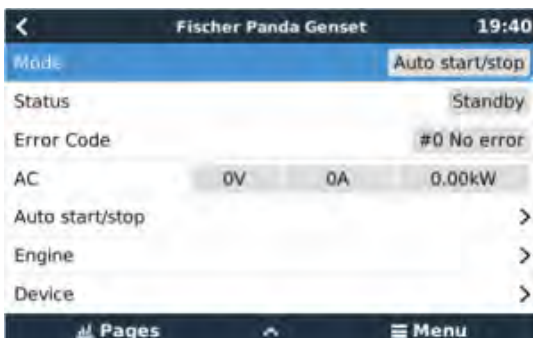 Fischer Panda Genset 19:40
Mode Auto start/stop
Status Standby
Error Code #0 No error
AC 0V 0A 0.00kW
Auto start/stop
Engine
Device
Pages Menu